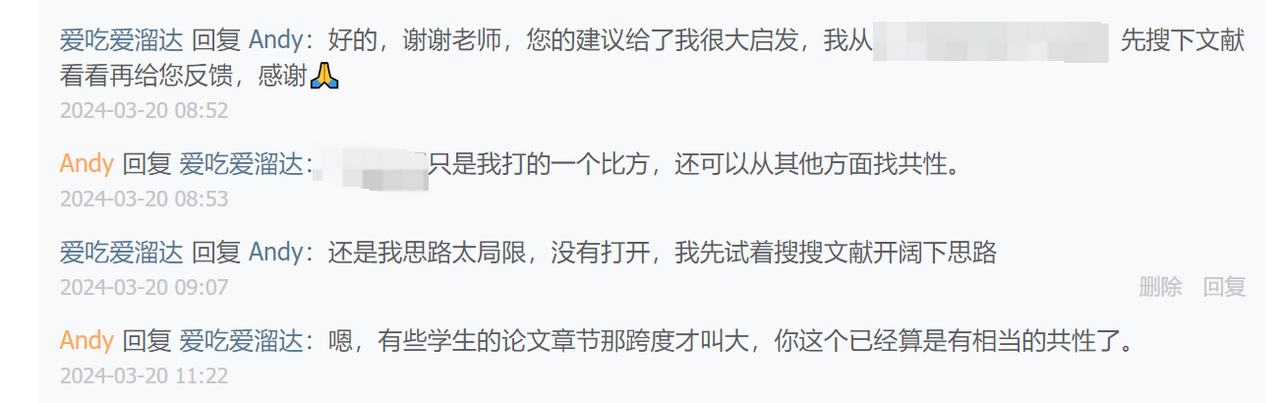 爱吃爱溜达 回复 Andy：好的，谢谢老师，您的建议给了我很大启发，我从 先搜下文献
看看再给您反馈，感谢🙏
2024-03-20 08:52
Andy 回复 爱吃爱溜达： 只是我打的一个比方，还可以从其他方面找共性。
2024-03-20 08:53
爱吃爱溜达 回复 Andy：还是我思路太局限，没有打开，我先试着搜搜文献开阔下思路
2024-03-20 09:07
删除 回复
Andy 回复 爱吃爱溜达：嗯，有些学生的论文章节那跨度才叫大，你这个已经算是有相当的共性了。
2024-03-20 11:22